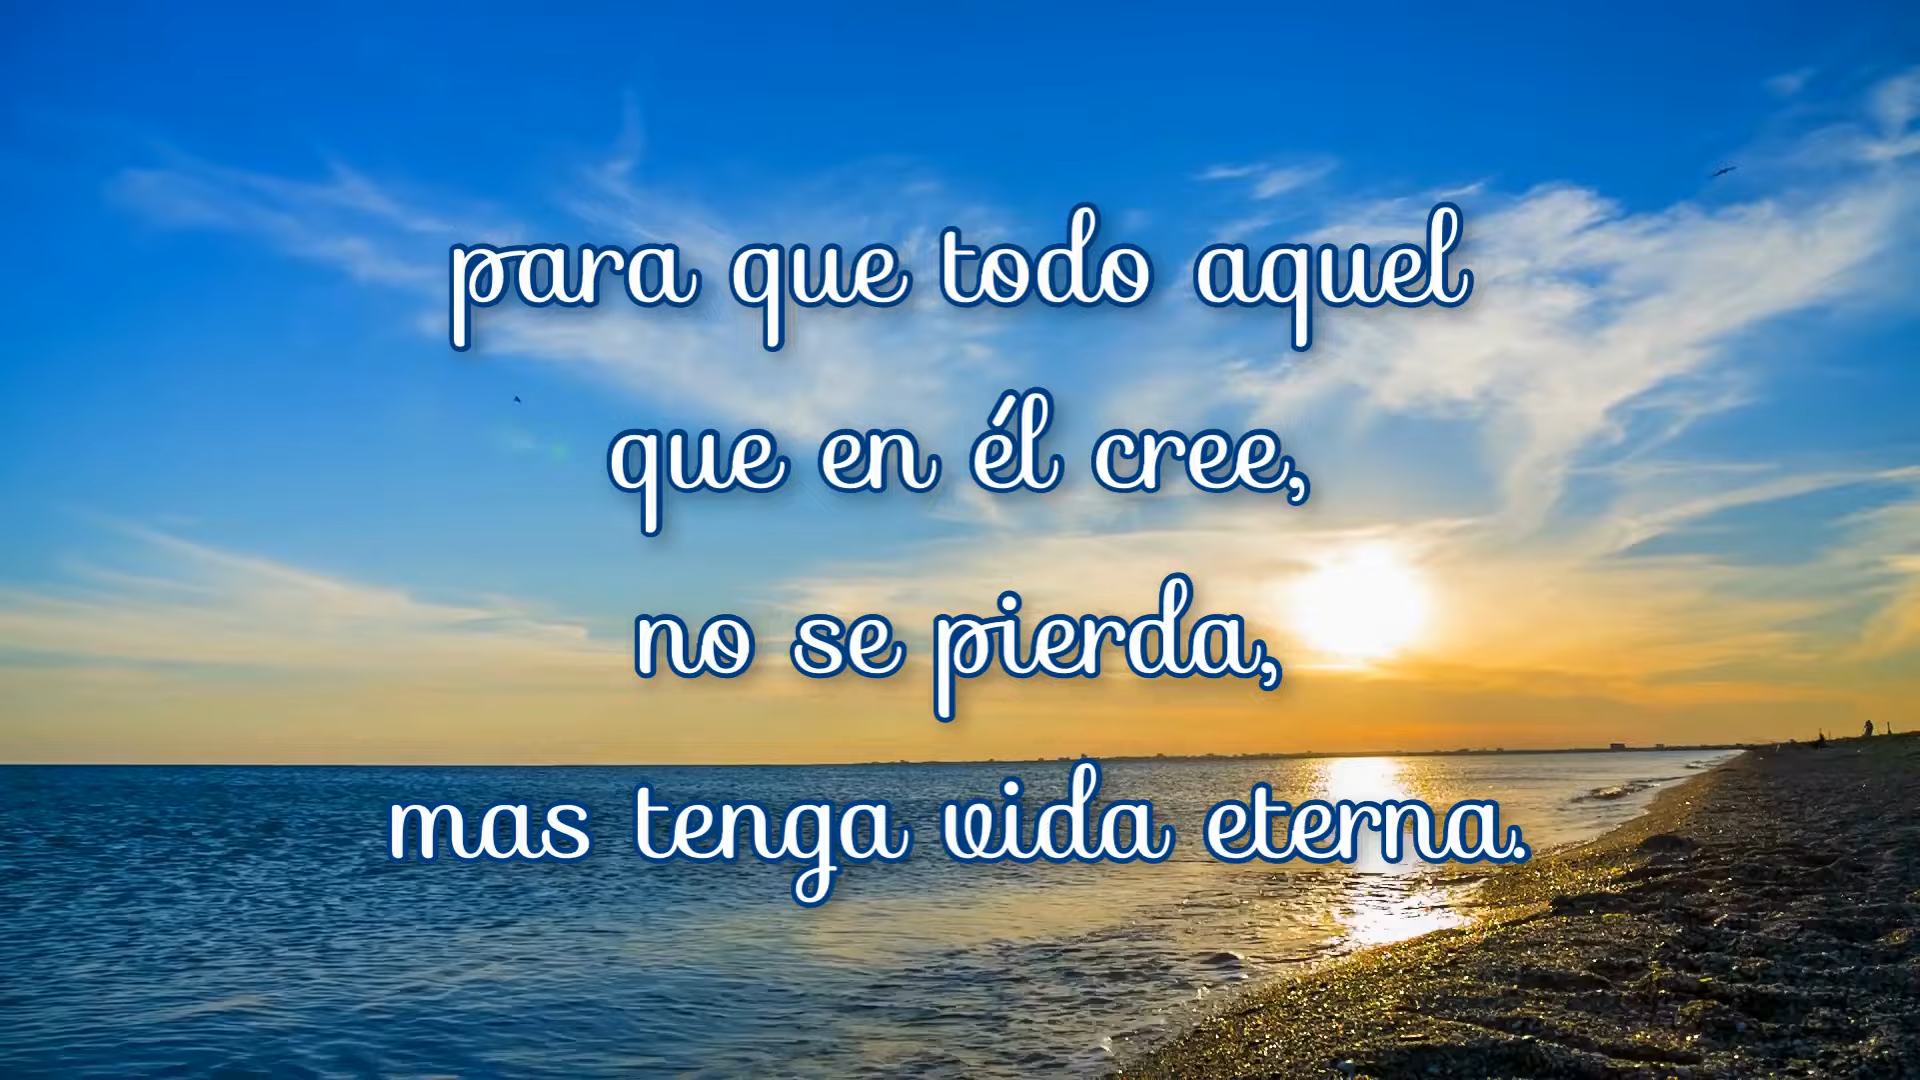 para que todo aquel
que en él cree,
no se pierda,
mas tenga vida eterna.